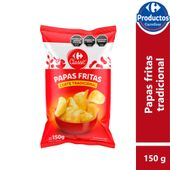 Productos
Carrefour
Classic
PAPAS FRITAS
CORTE TRADICIONAL
150g
Papas fritas
tradicional
150 g